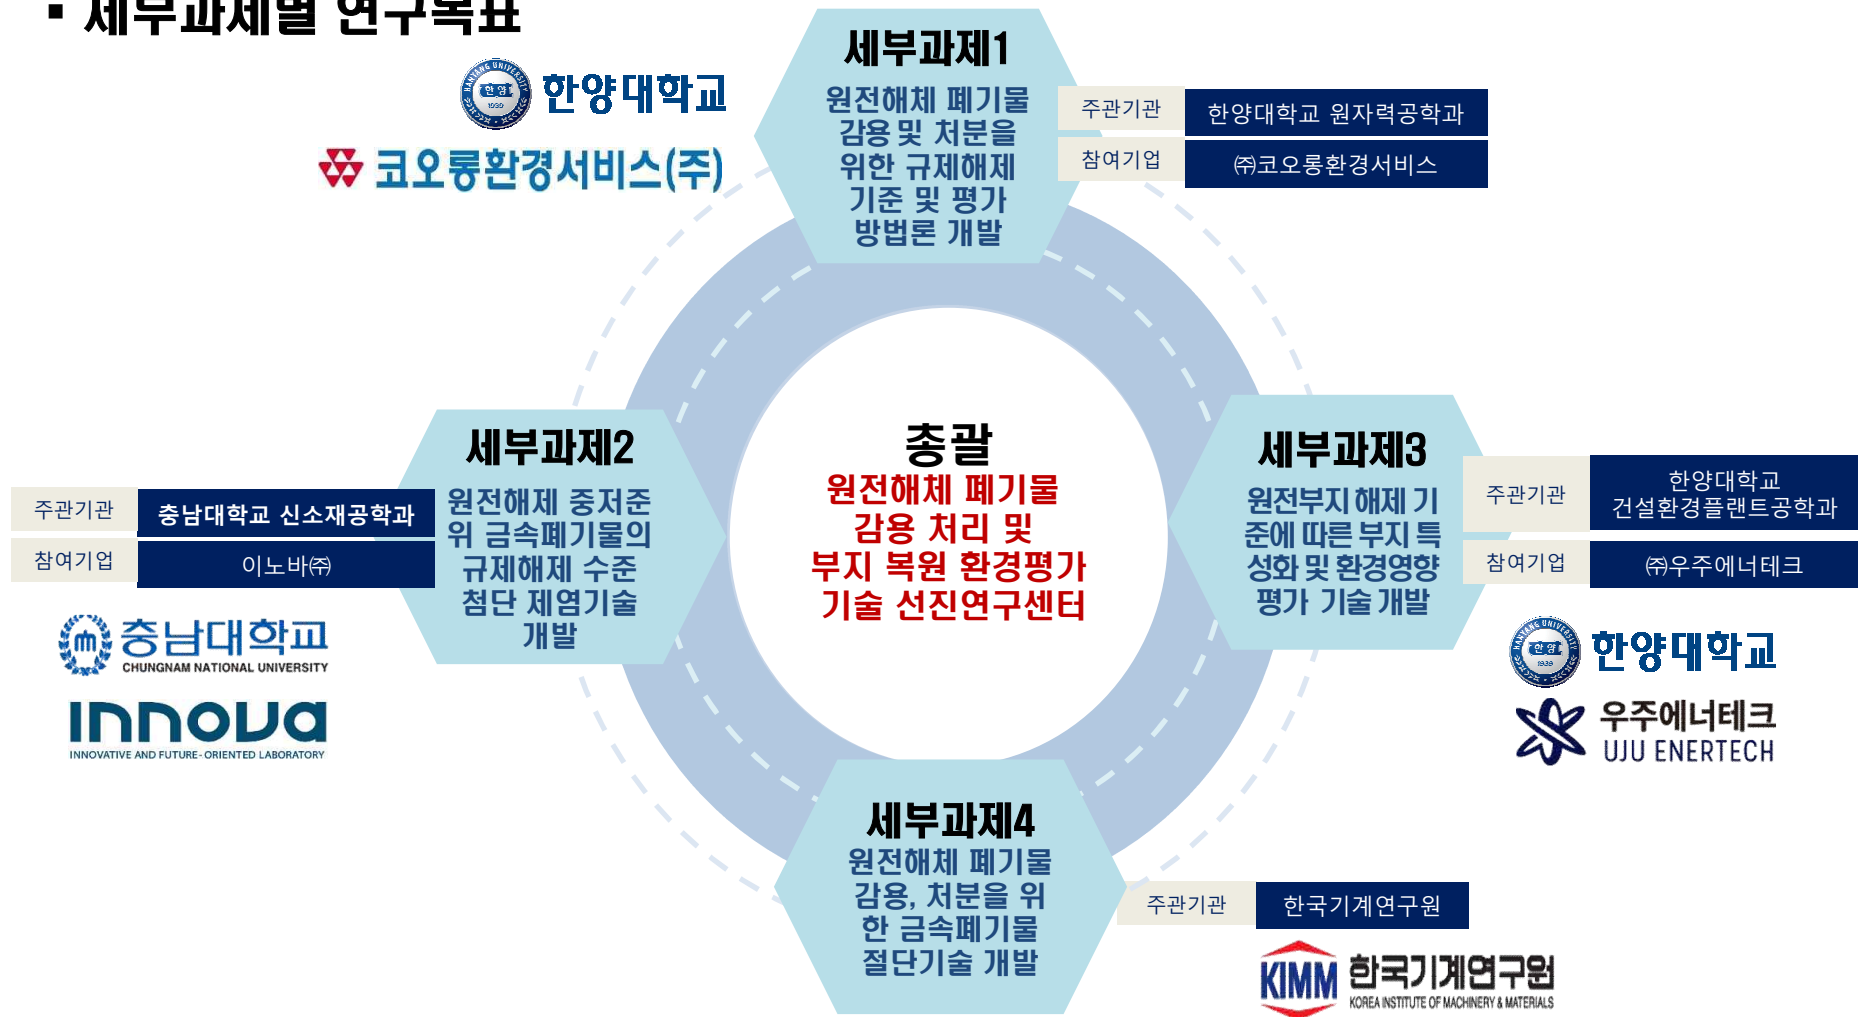 ▪ 세부과제별 연구목표
세부과제1
원전해체 폐기물
감용 및 처분을
위한 규제해제
기준 및 평가
방법론 개발
HANYANG UNIVERSITY
한양
1939
한양대학교
코오롱환경서비스(주)
주관기관
한양대학교 원자력공학과
참여기업
㈜코오롱환경서비스
총괄
원전해체 폐기물
감용 처리 및
부지 복원 환경평가
기술 선진연구센터
세부과제2
원전해제 중저준
위 금속폐기물의
규제해제 수준
첨단 제염기술
개발
주관기관
충남대학교 신소재공학과
참여기업
이노바㈜
충남대학교
CHUNGNAM NATIONAL UNIVERSITY
INNOVA
INNOVATIVE AND FUTURE-ORIENTED LABORATORY
세부과제3
원전부지 해제 기
준에 따른 부지 특
성화 및 환경영향
평가 기술 개발
주관기관
한양대학교
건설환경플랜트공학과
참여기업
㈜우주에너테크
HANYANG UNIVERSITY
한양
1939
한양대학교
우주에너테크
UJU ENERTECH
세부과제4
원전해체 폐기물
감용, 처분을 위
한 금속폐기물
절단기술 개발
주관기관
한국기계연구원
KIMM
한국기계연구원
KOREA INSTITUTE OF MACHINERY & MATERIALS